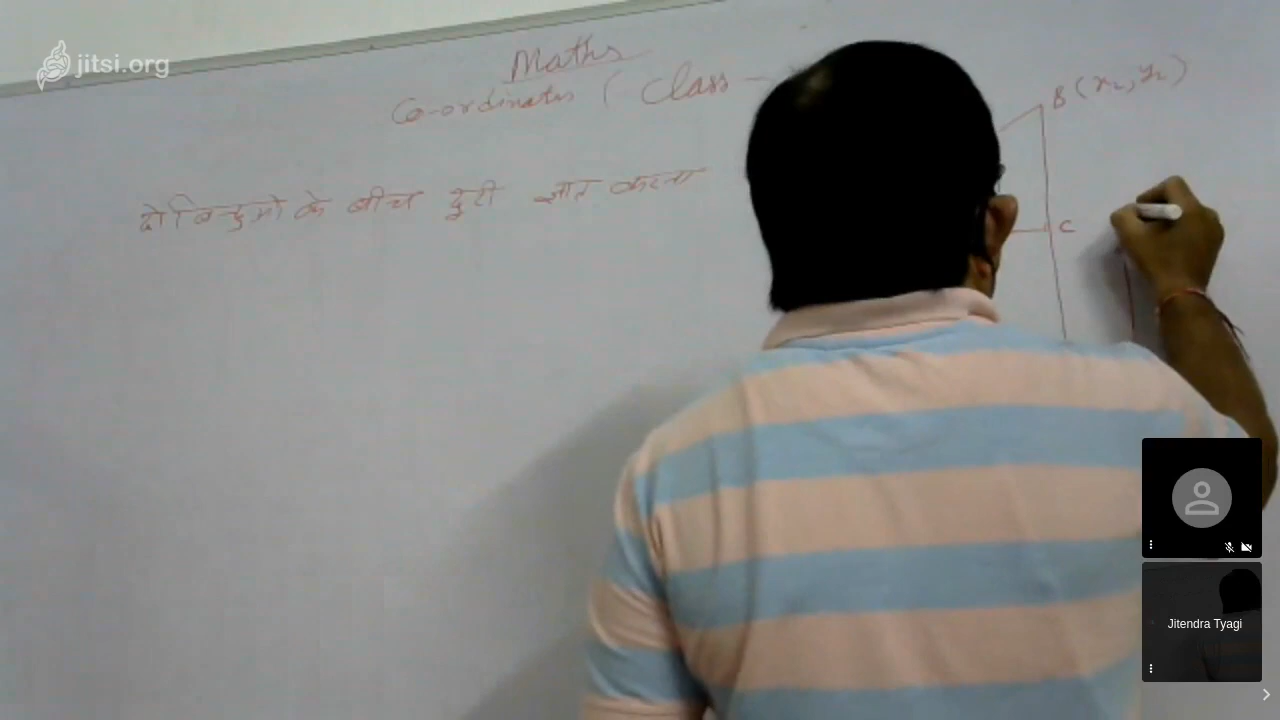 jitsi.org
Maths
Co-ordinates ( Class -
B (x₂, y₂)
दो बिन्दुओ के बीच दूरी ज्ञात करना
C
Jitendra Tyagi